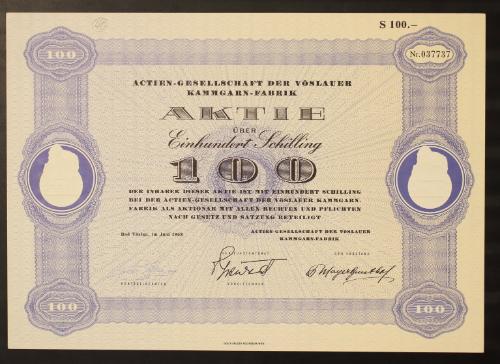 S 100.–
100
100
Nr. 037737
ACTIEN-GESELLSCHAFT DER VÖSLAUER
KAMMGARN-FABRIK
AKTIE
ÜBER
Einhundert Schilling
100
DER INHABER DIESER AKTIE IST MIT EINHUNDERT SCHILLING
BEI DER ACTIEN-GESELLSCHAFT DER VÖSLAUER KAMMGARN-
FABRIK ALS AKTIONÄR MIT ALLEN RECHTEN UND PFLICHTEN
NACH GESETZ UND SATZUNG BETEILIGT
Bad Vöslau, im Juni
ACTIEN-GESELLSCHAFT DER VÖSLAUER
KAMMGARN-FABRIK
100
100